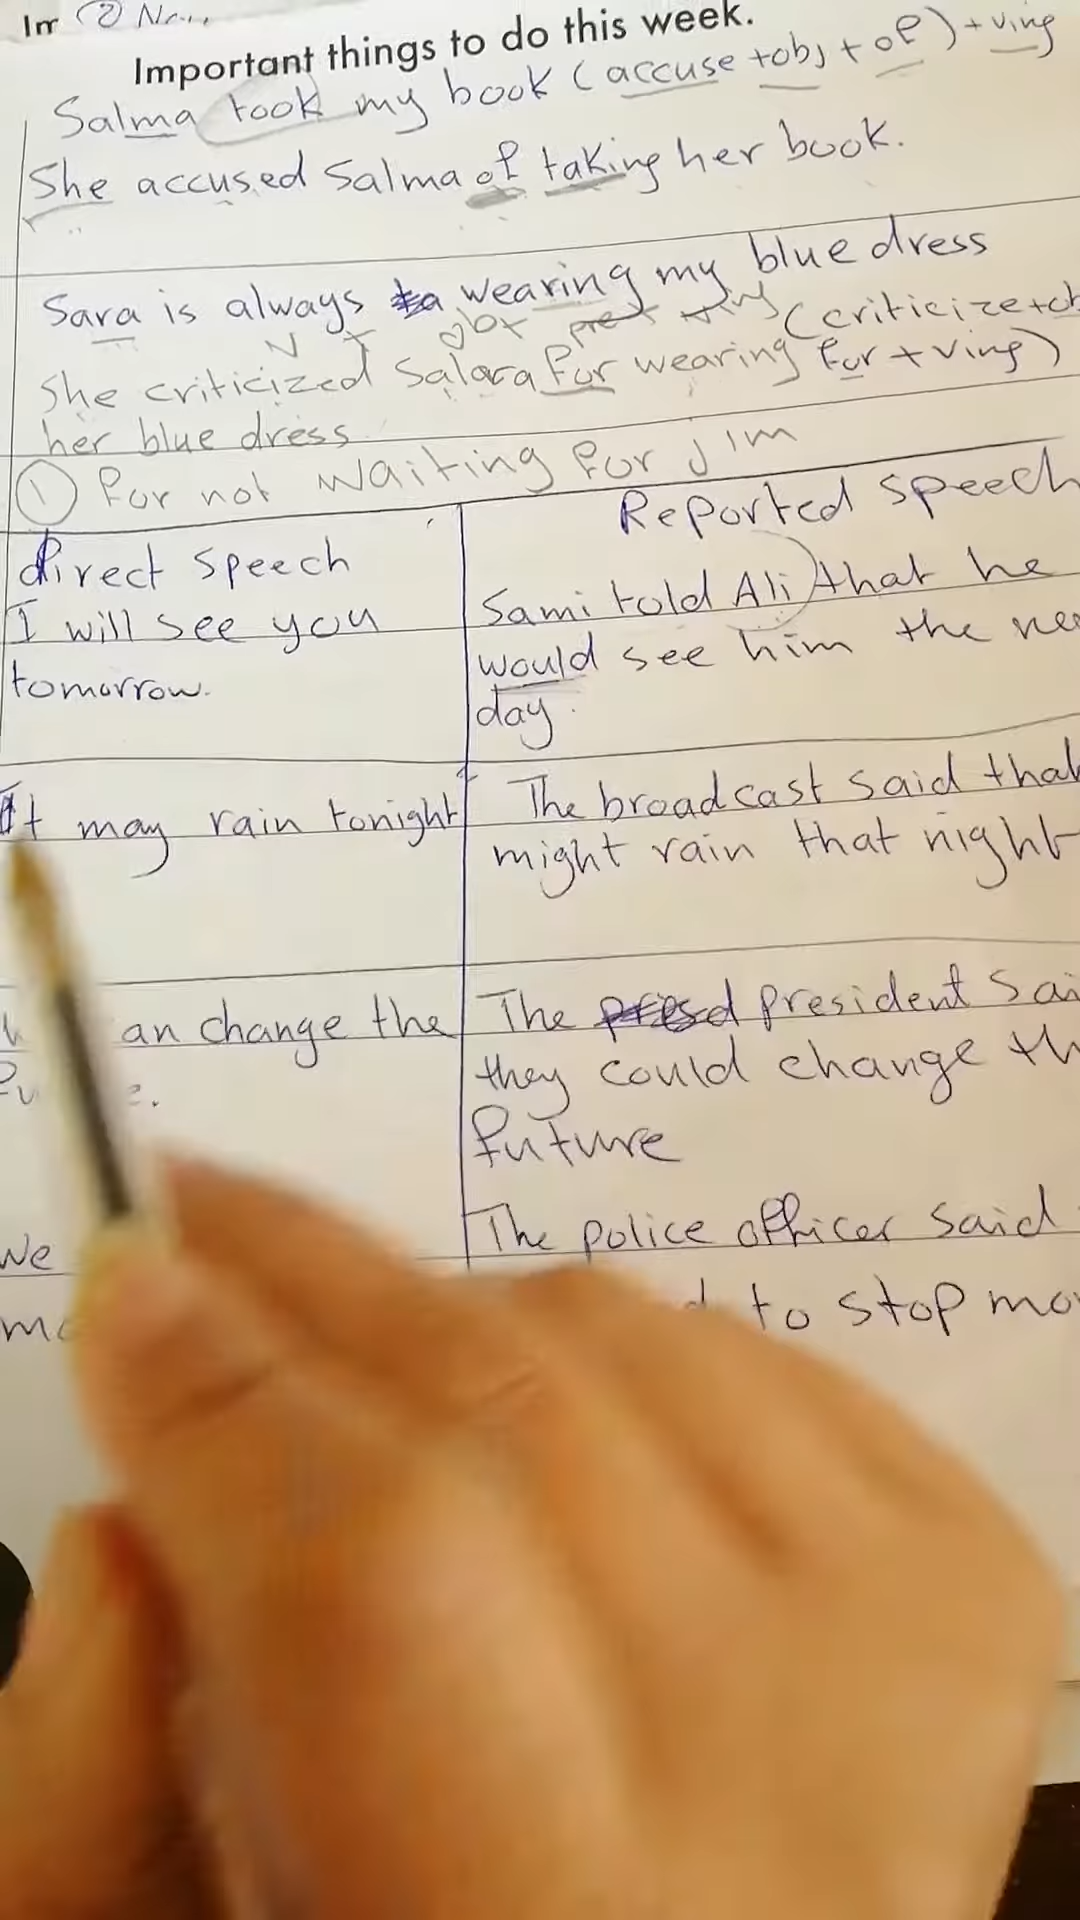 Important things to do this week.
Salma took my book (accuse +obj + of) + ving
She accused Salma of taking her book.
Sara is always wearing my blue dress
N obx ving (criticize+
She criticized Salara for wearing for + ving)
her blue dress
① For not waiting for jim
direct speech
Reported speech
I will see you
tomorrow.
Sami told Ali that he
would see him the
day.
It may rain tonight
The broadcast said that
might rain that night
change the
The president
they could change
future
We
The police officer said
to stop